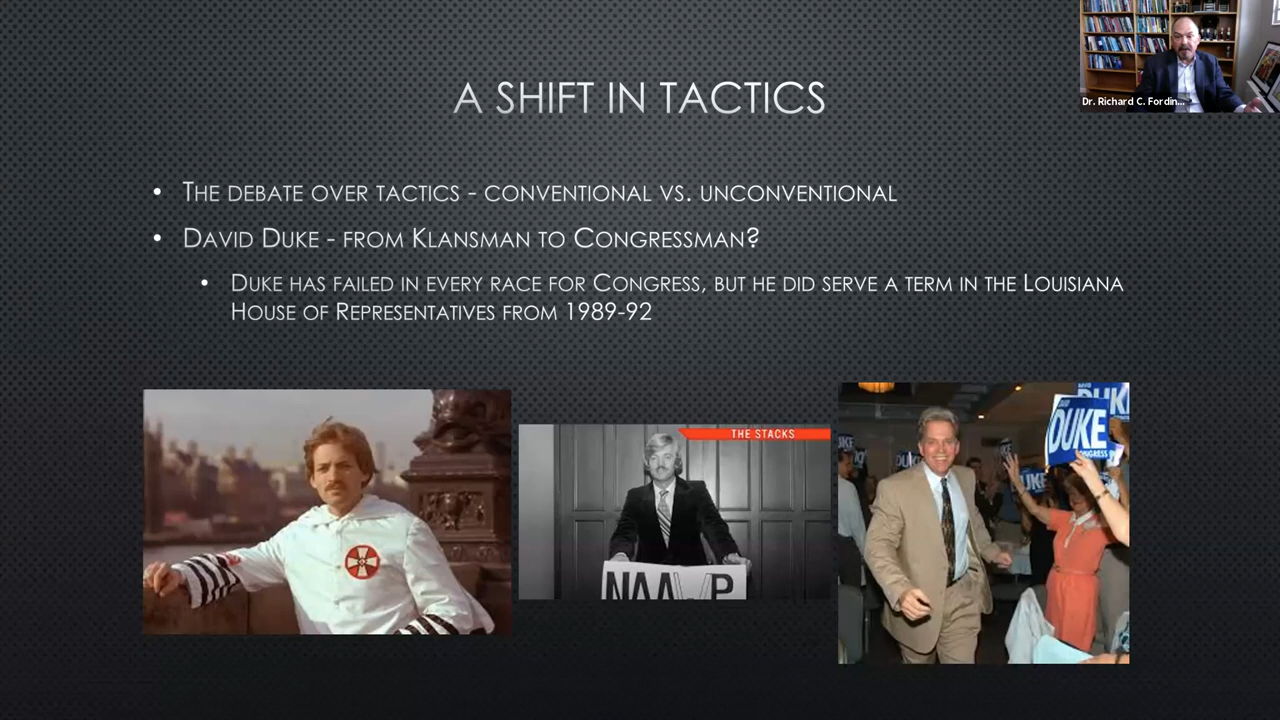 A SHIFT IN TACTICS
Dr. Richard C. Fordin...
• THE DEBATE OVER TACTICS - CONVENTIONAL VS. UNCONVENTIONAL
• DAVID DUKE - FROM KLANSMAN TO CONGRESSMAN?
• DUKE HAS FAILED IN EVERY RACE FOR CONGRESS, BUT HE DID SERVE A TERM IN THE LOUISIANA
HOUSE OF REPRESENTATIVES FROM 1989-92
THE STACKS
NAAWP
DUKE